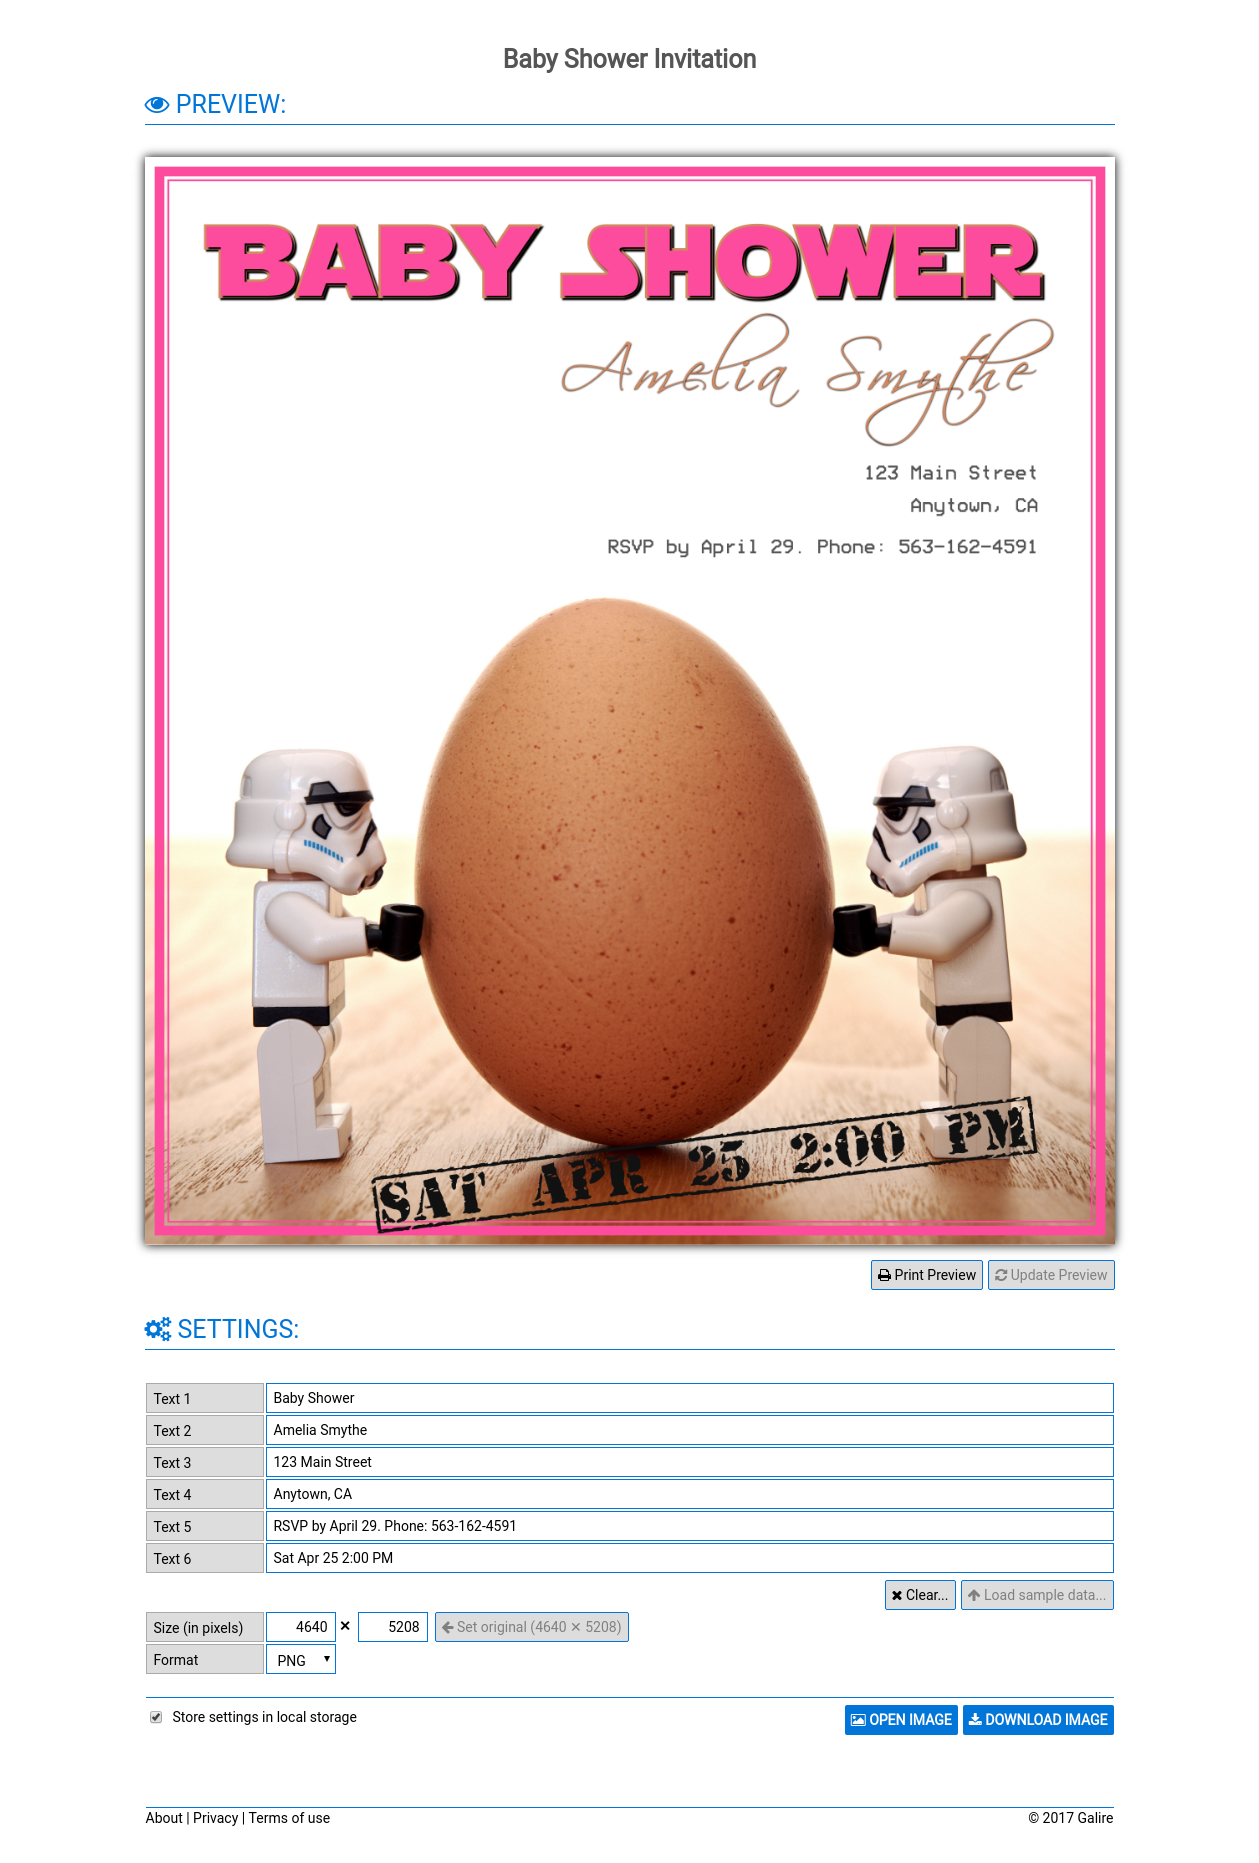 Baby Shower Invitation
PREVIEW:
BABY SHOWER
Amelia Smythe
123 Main Street
Anytown, CA
RSVP by April 29. Phone: 563-162-4591
SAT APR 25 2:00 PM
Print Preview Update Preview
SETTINGS:
Text 1 Baby Shower
Text 2 Amelia Smythe
Text 3 123 Main Street
Text 4 Anytown, CA
Text 5 RSVP by April 29. Phone: 563-162-4591
Text 6 Sat Apr 25 2:00 PM
Clear... Load sample data...
Size (in pixels) 4640 × 5208 Set original (4640 × 5208)
Format PNG
Store settings in local storage OPEN IMAGE DOWNLOAD IMAGE
About | Privacy | Terms of use © 2017 Galire